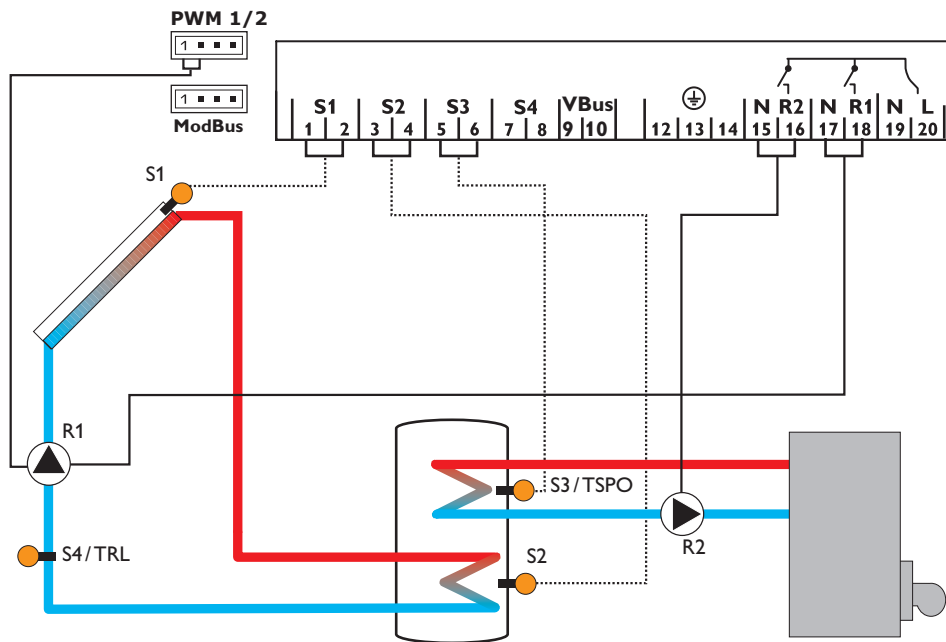 PWM 1/2
1
1
ModBus
S1 S2 S3 S4 VBus N R2 N R1 N L
1 2 3 4 5 6 7 8 9 10 12 13 14 15 16 17 18 19 20
S1
R1
S3/TSPO
R2
S4/TRL
S2